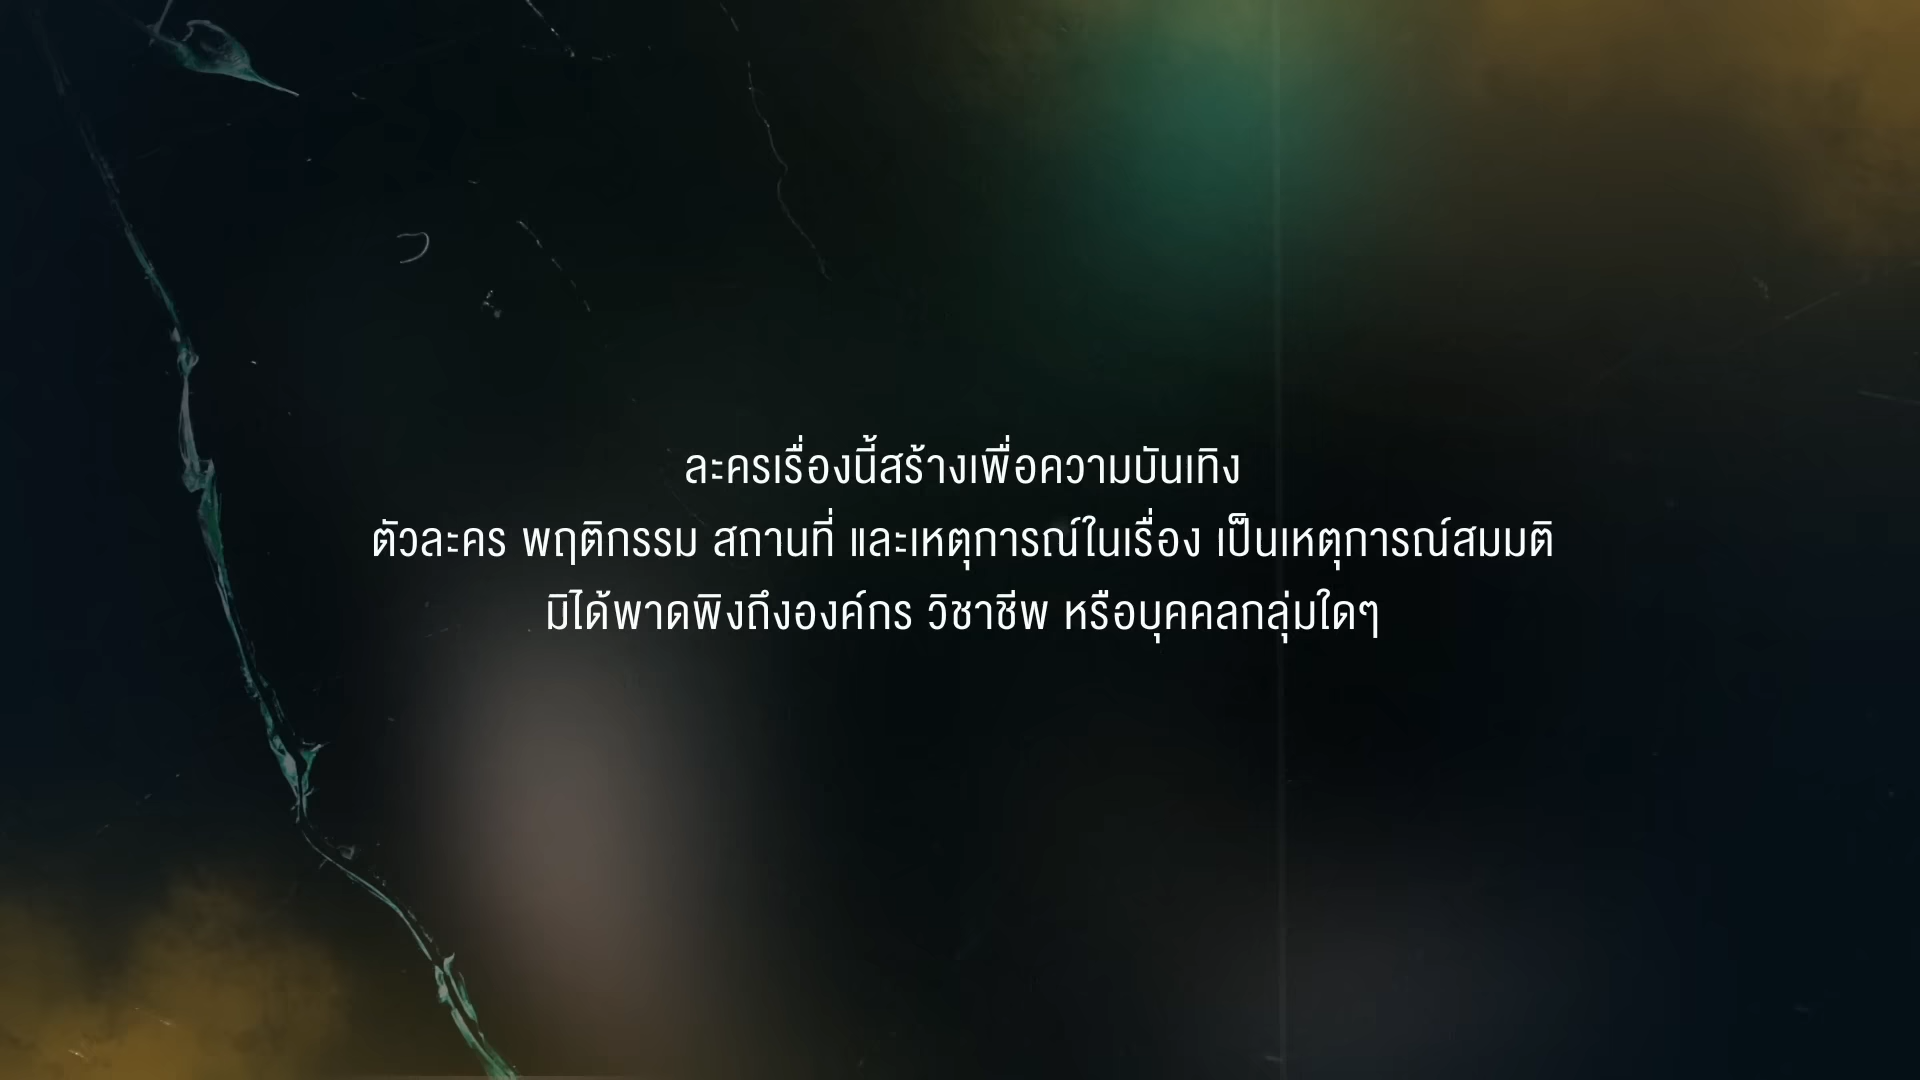 ละครเรื่องนี้สร้างเพื่อความบันเทิง
ตัวละคร พฤติกรรม สถานที่ และเหตุการณ์ในเรื่อง เป็นเหตุการณ์สมมติ
มิได้พาดพิงถึงองค์กร วิชาชีพ หรือบุคคลกลุ่มใดๆ